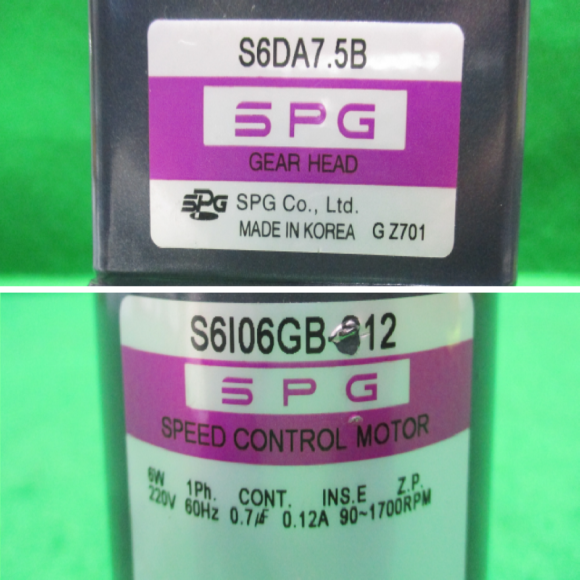 S6DA7.5B
SPG
GEAR HEAD
SPG SPG Co., Ltd.
MADE IN KOREA G Z701
SPG
SPEED CONTROL MOTOR
6W 1Ph. CONT. INS.E Z.P.
220V 60Hz 0.7㎌ 0.12A 90~1700RPM